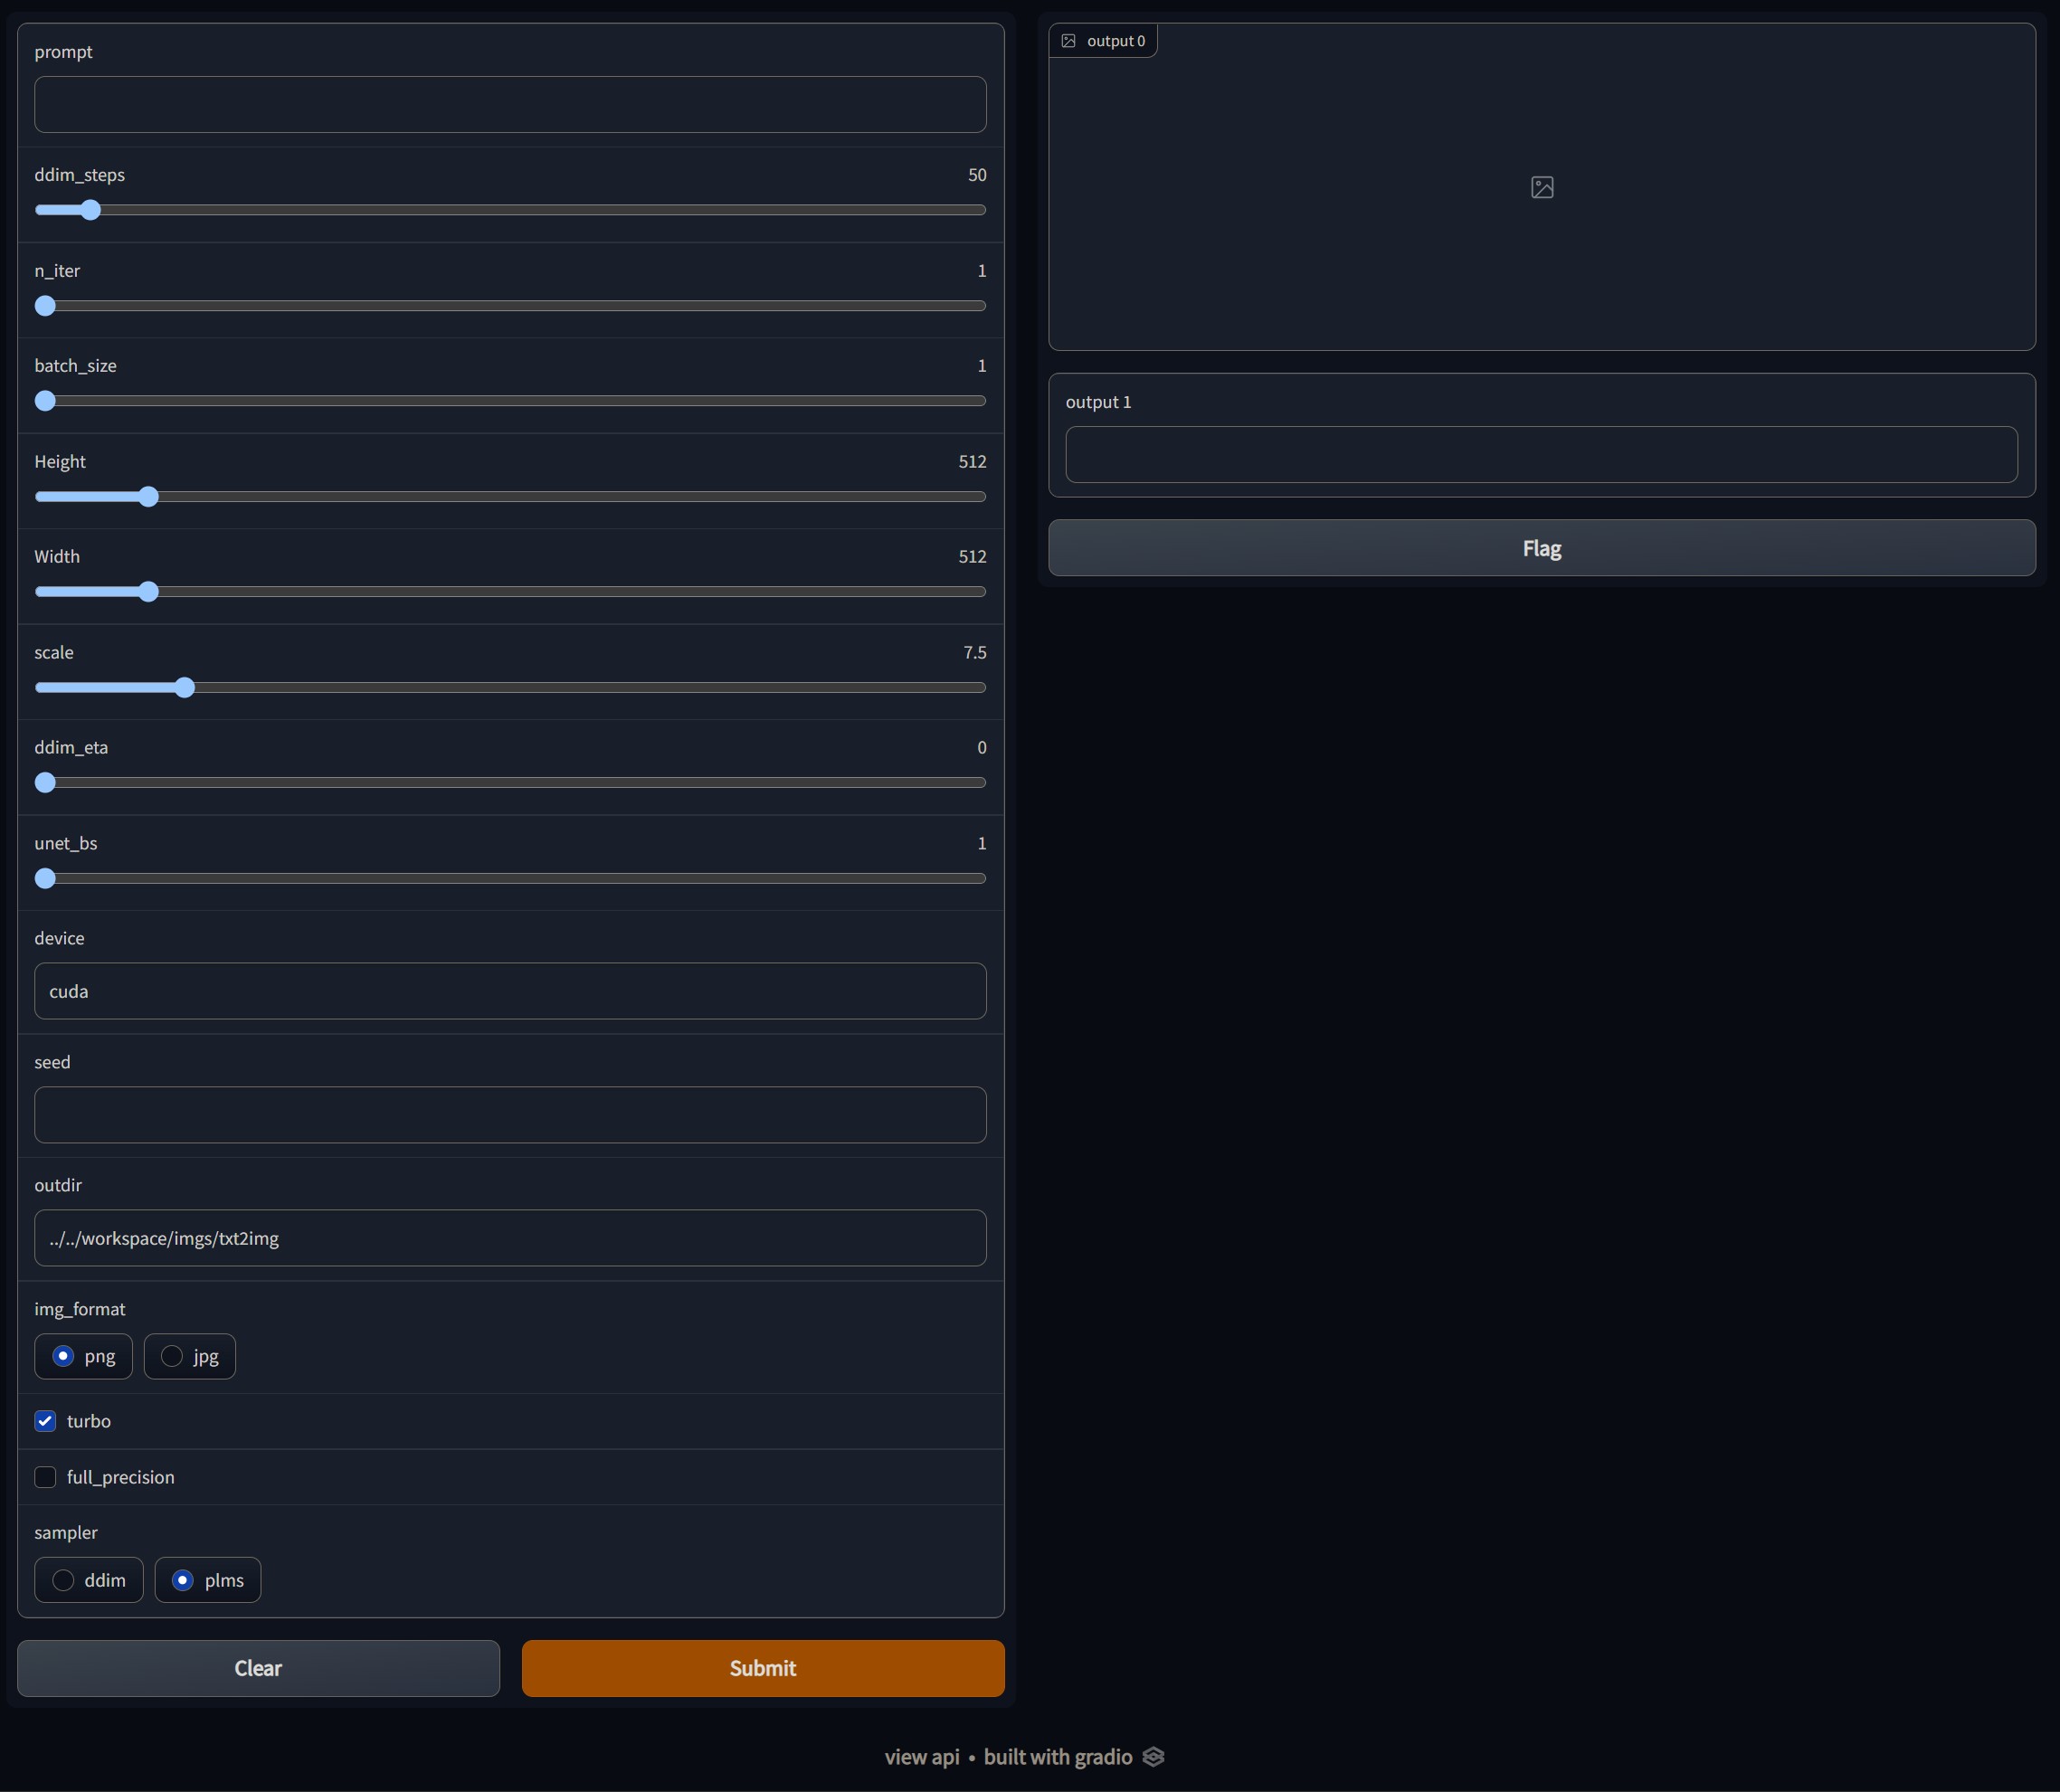 prompt
ddim_steps 50
n_iter 1
batch_size 1
Height 512
Width 512
scale 7.5
ddim_eta 0
unet_bs 1
device
cuda
seed
outdir
../../workspace/imgs/txt2img
img_format
png jpg
turbo
full_precision
sampler
ddim plms
Clear Submit
output 0
output 1
Flag
view api • built with gradio